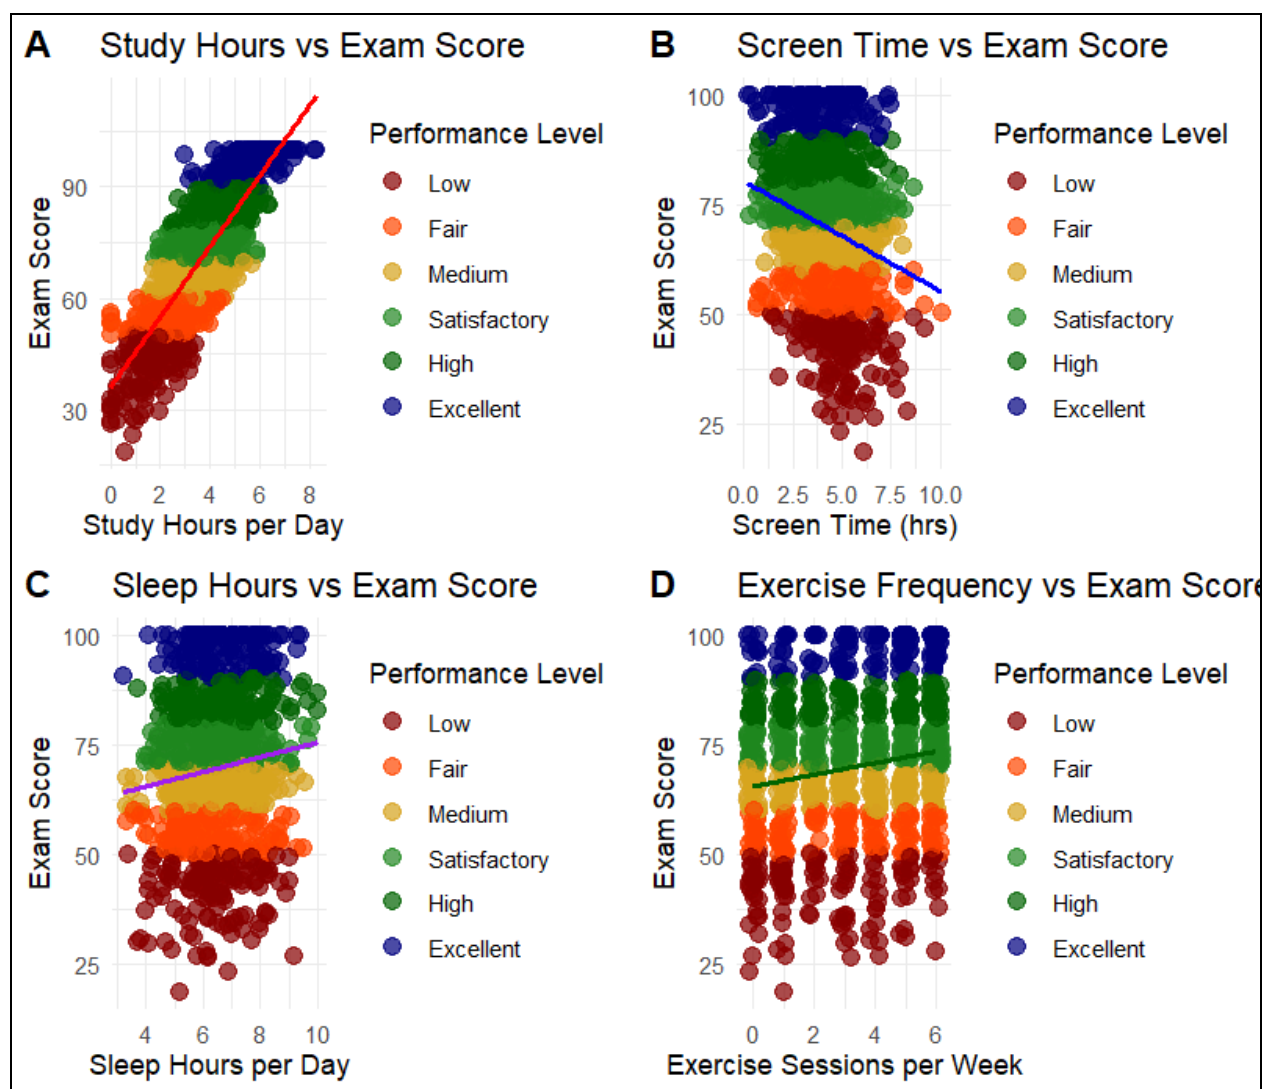 A Study Hours vs Exam Score
Exam Score
90
60
30
0 2 4 6 8
Study Hours per Day
Performance Level
Low
Fair
Medium
Satisfactory
High
Excellent
B Screen Time vs Exam Score
Exam Score
100
75
50
25
0.0 2.5 5.0 7.5 10.0
Screen Time (hrs)
Performance Level
Low
Fair
Medium
Satisfactory
High
Excellent
C Sleep Hours vs Exam Score
Exam Score
100
75
50
25
4 6 8 10
Sleep Hours per Day
Performance Level
Low
Fair
Medium
Satisfactory
High
Excellent
D Exercise Frequency vs Exam Score
Exam Score
100
75
50
25
0 2 4 6
Exercise Sessions per Week
Performance Level
Low
Fair
Medium
Satisfactory
High
Excellent